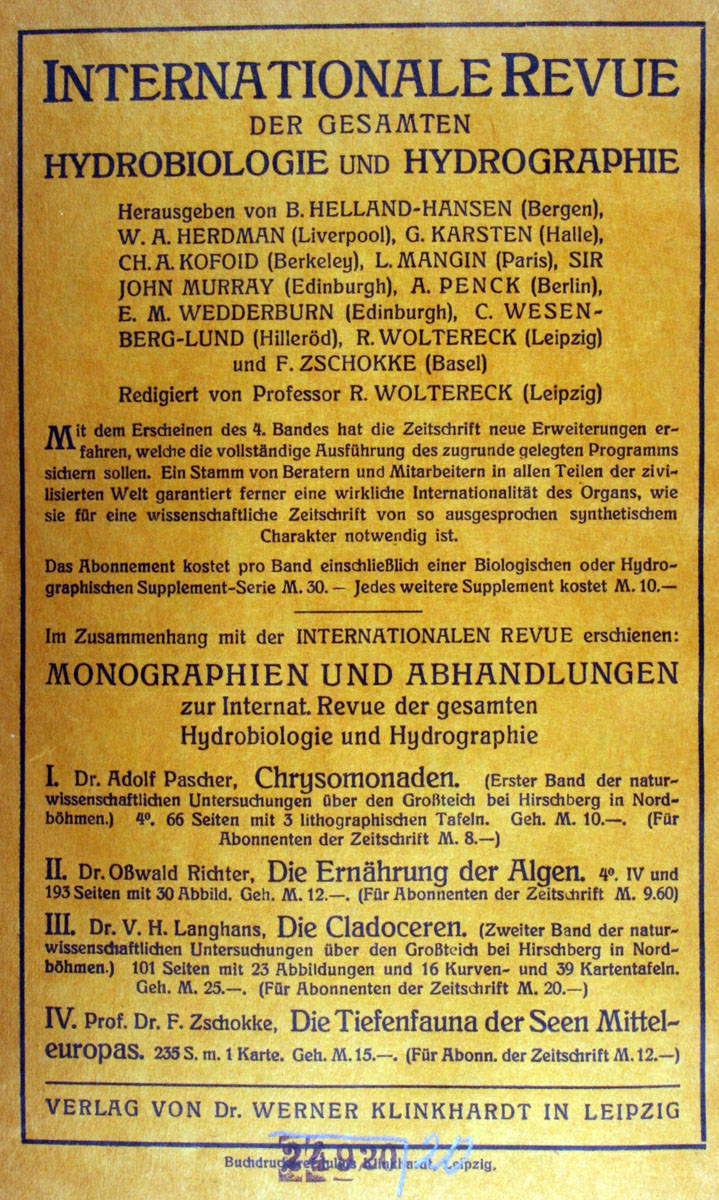 INTERNATIONALE REVUE
DER GESAMTEN
HYDROBIOLOGIE UND HYDROGRAPHIE
Herausgeben von B. HELLAND-HANSEN (Bergen),
W. A. HERDMAN (Liverpool), G. KARSTEN (Halle),
CH. A. KOFOID (Berkeley), L. MANGIN (Paris), SIR
JOHN MURRAY (Edinburgh), A. PENCK (Berlin),
E. M. WEDDERBURN (Edinburgh), C. WESEN-
BERG-LUND (Hilleröd), R. WOLTERECK (Leipzig)
und F. ZSCHOKKE (Basel)
Redigiert von Professor R. WOLTERECK (Leipzig)
Mit dem Erscheinen des 4. Bandes hat die Zeitschrift neue Erweiterungen er-
fahren, welche die vollständige Ausführung des zugrunde gelegten Programms
sichern sollen. Ein Stamm von Beratern und Mitarbeitern in allen Teilen der zivi-
lisierten Welt garantiert ferner eine wirkliche Internationalität des Organs, wie
sie für eine wissenschaftliche Zeitschrift von so ausgesprochen synthetischem
Charakter notwendig ist.
Das Abonnement kostet pro Band einschließlich einer Biologischen oder Hydro-
graphischen Supplement-Serie M. 30.— Jedes weitere Supplement kostet M. 10.—
Im Zusammenhang mit der INTERNATIONALEN REVUE erschienen:
MONOGRAPHIEN UND ABHANDLUNGEN
zur Internat. Revue der gesamten
Hydrobiologie und Hydrographie
I. Dr. Adolf Pascher, Chrysomonaden. (Erster Band der natur-
wissenschaftlichen Untersuchungen über den Großteich bei Hirschberg in Nord-
böhmen.) 4⁰. 66 Seiten mit 3 lithographischen Tafeln. Geh. M. 10.—. (Für
Abonnenten der Zeitschrift M. 8.—)
II. Dr. Oßwald Richter, Die Ernährung der Algen. 4⁰. IV und
193 Seiten mit 30 Abbild. Geh. M. 12.—. (Für Abonnenten der Zeitschrift M. 9.60)
III. Dr. V. H. Langhans, Die Cladoceren. (Zweiter Band der natur-
wissenschaftlichen Untersuchungen über den Großteich bei Hirschberg in Nord-
böhmen.) 101 Seiten mit 23 Abbildungen und 16 Kurven- und 39 Kartentafeln.
Geh. M. 25.—. (Für Abonnenten der Zeitschrift M. 20.—)
IV. Prof. Dr. F. Zschokke, Die Tiefenfauna der Seen Mittel-
europas. 235 S. m. 1 Karte. Geh. M. 15.—. (Für Abonn. der Zeitschrift M. 12.—)
VERLAG VON Dr. WERNER KLINKHARDT IN LEIPZIG
Klinkhardt, Leipzig.